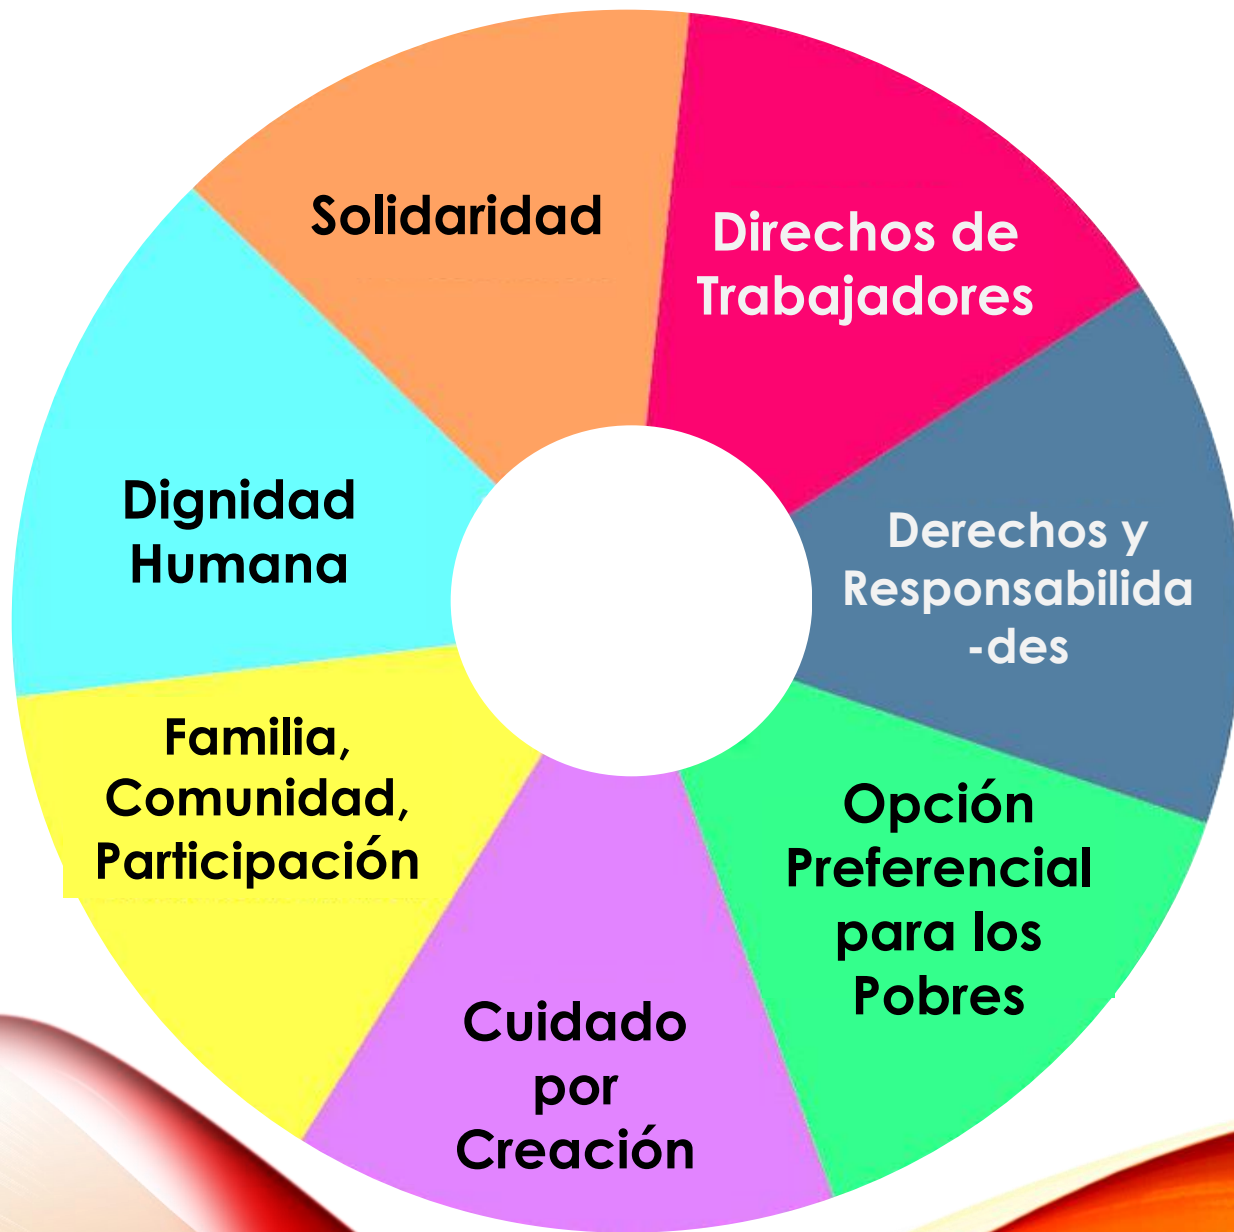 Solidaridad
Direchos de
Trabajadores
Derechos y
Responsabilida
-des
Opción
Preferencial
para los
Pobres
Cuidado
por
Creación
Familia,
Comunidad,
Participación
Dignidad
Humana